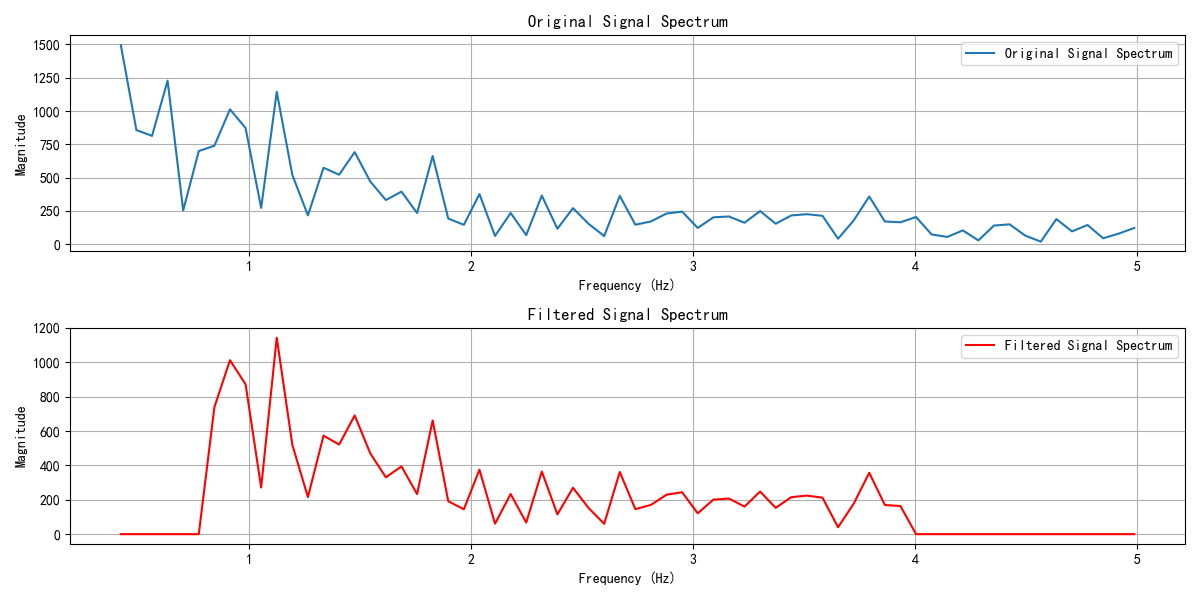 Original Signal Spectrum
Original Signal Spectrum
Magnitude
1500
1250
1000
750
500
250
0
1 2 3 4 5
Frequency (Hz)
Filtered Signal Spectrum
Filtered Signal Spectrum
Magnitude
1200
1000
800
600
400
200
0
1 2 3 4 5
Frequency (Hz)